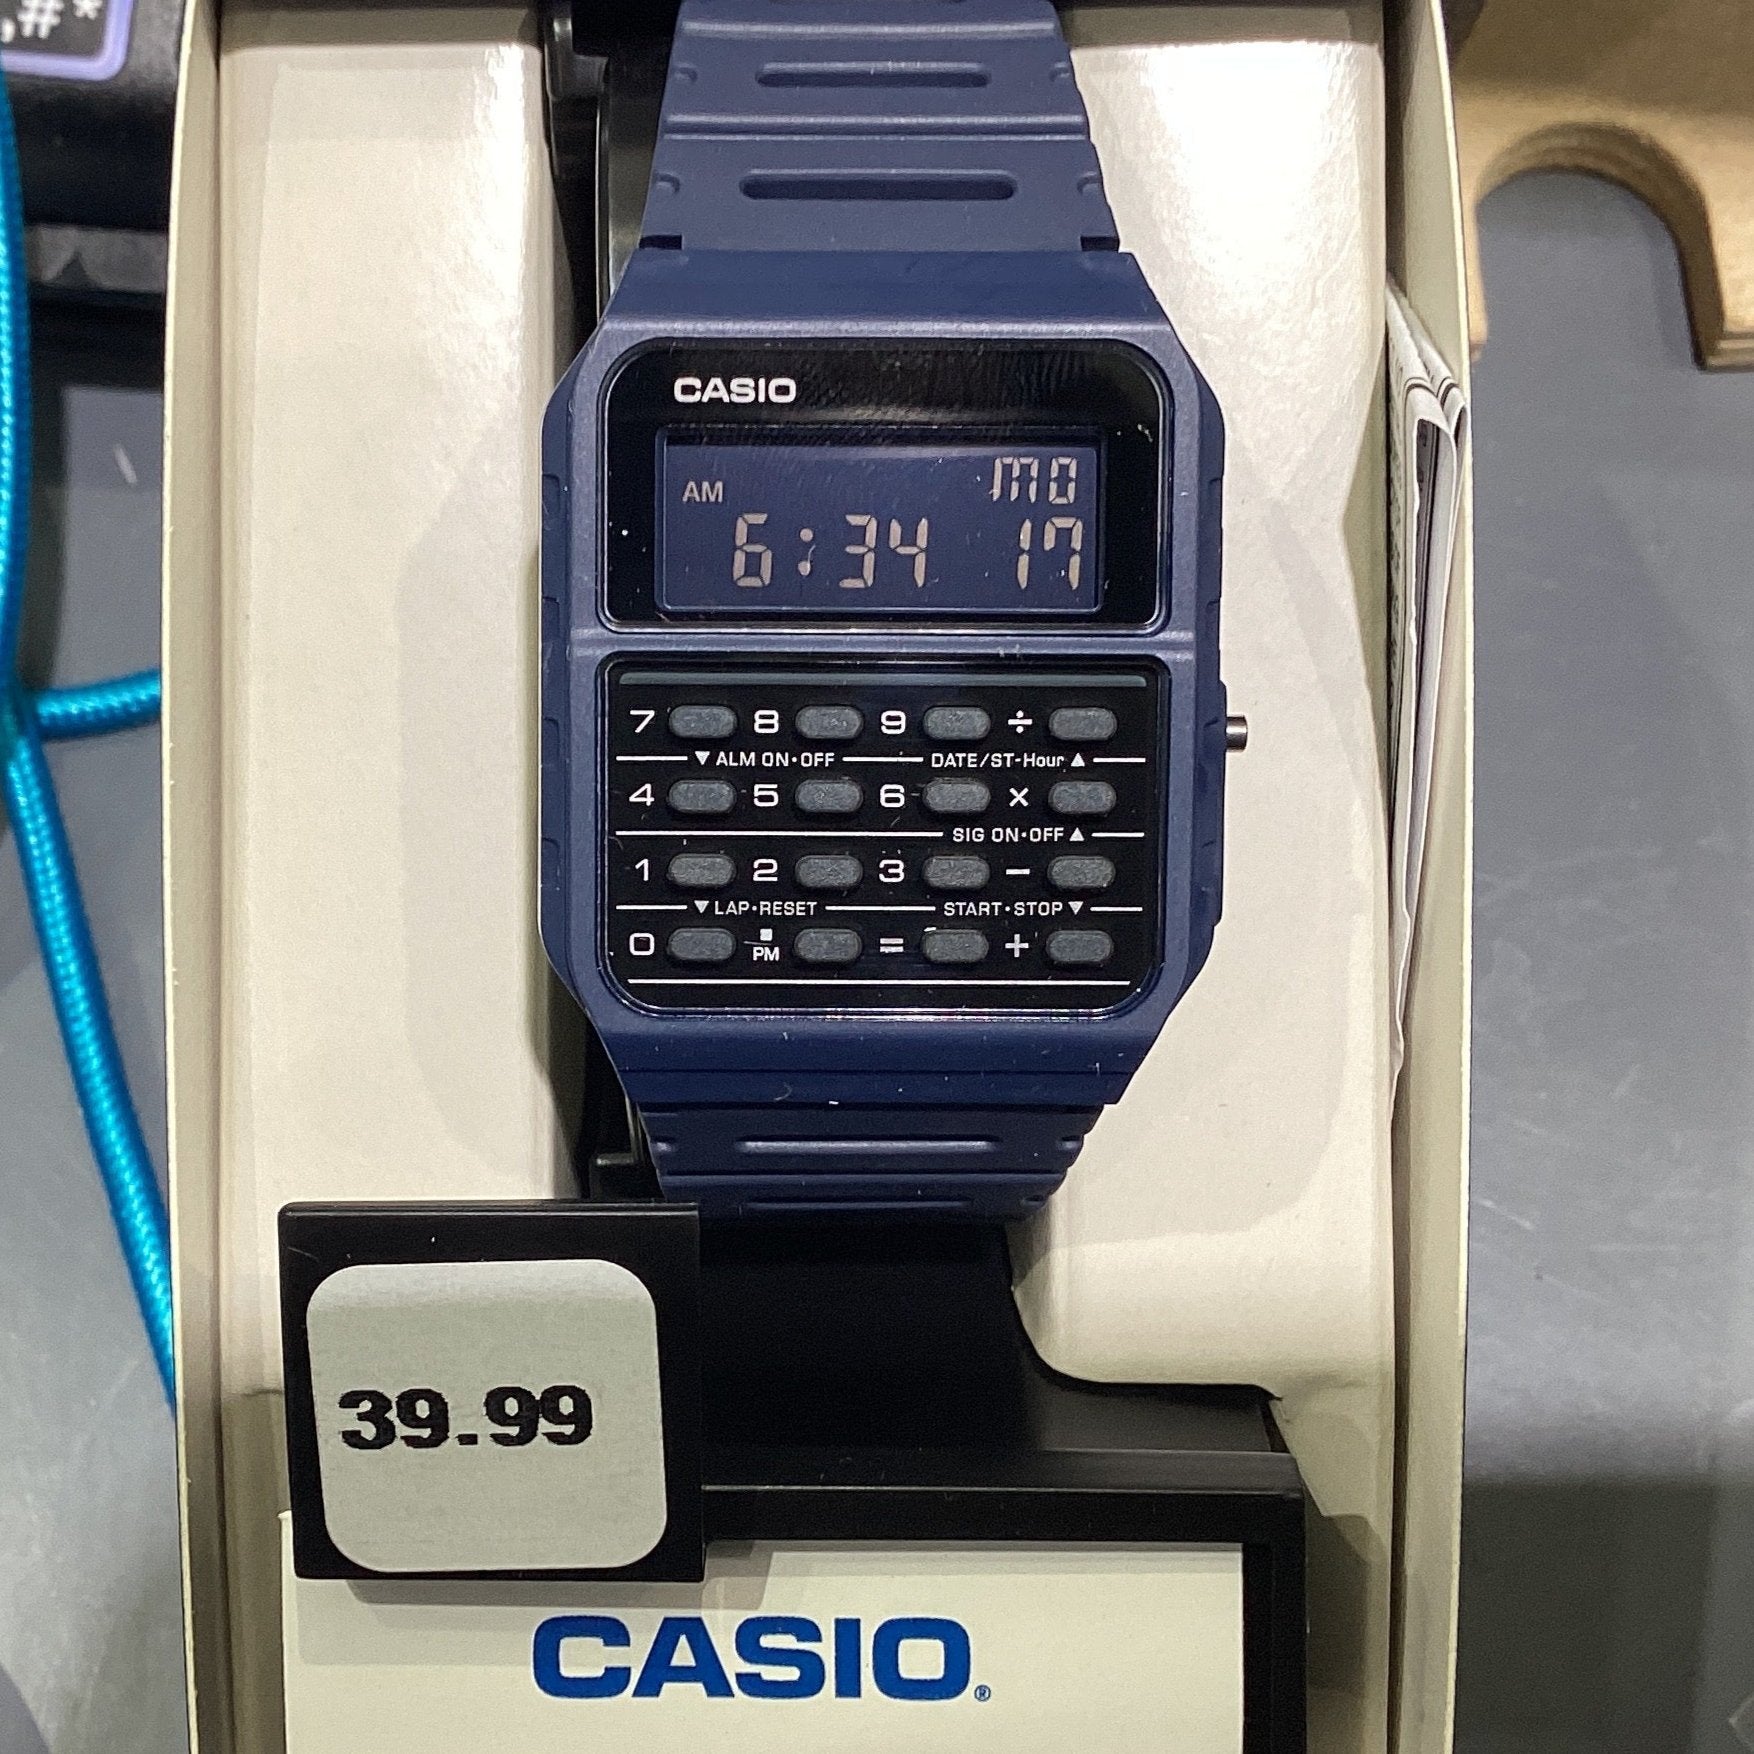 ,#*
CASIO
AM MO
6:34 17
7 8 9 ÷
▼ ALM ON·OFF DATE/ST-Hour ▲
4 5 6 ×
SIG ON·OFF ▲
1 2 3 −
▼ LAP·RESET START·STOP ▼
0 ▪ PM = +
39.99
CASIO®